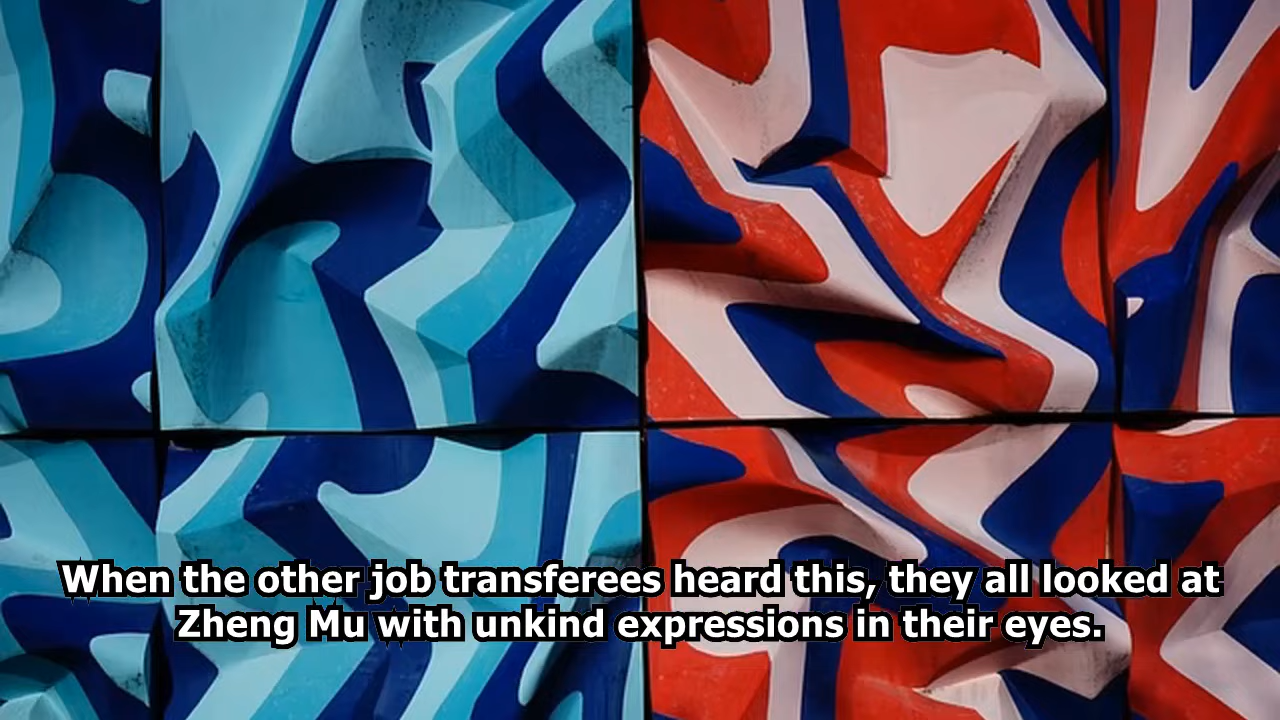 When the other job transferees heard this, they all looked at
Zheng Mu with unkind expressions in their eyes.